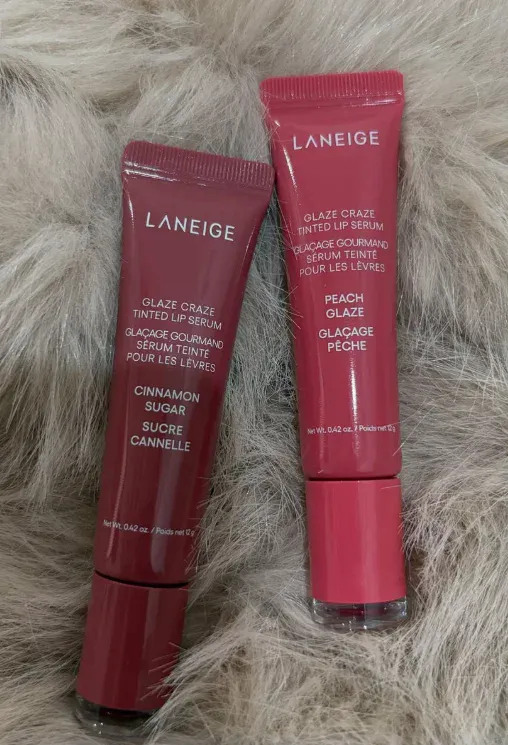 LANEIGE
GLAZE CRAZE
TINTED LIP SERUM
GLAÇAGE GOURMAND
SÉRUM TEINTÉ
POUR LES LÈVRES
CINNAMON
SUGAR
SUCRE
CANNELLE
Net Wt. 0.42 oz. / Poids net 12 g
LANEIGE
GLAZE CRAZE
TINTED LIP SERUM
GLAÇAGE GOURMAND
SÉRUM TEINTÉ
POUR LES LÈVRES
PEACH
GLAZE
GLAÇAGE
PÊCHE
Net Wt. 0.42 oz. / Poids net 12 g